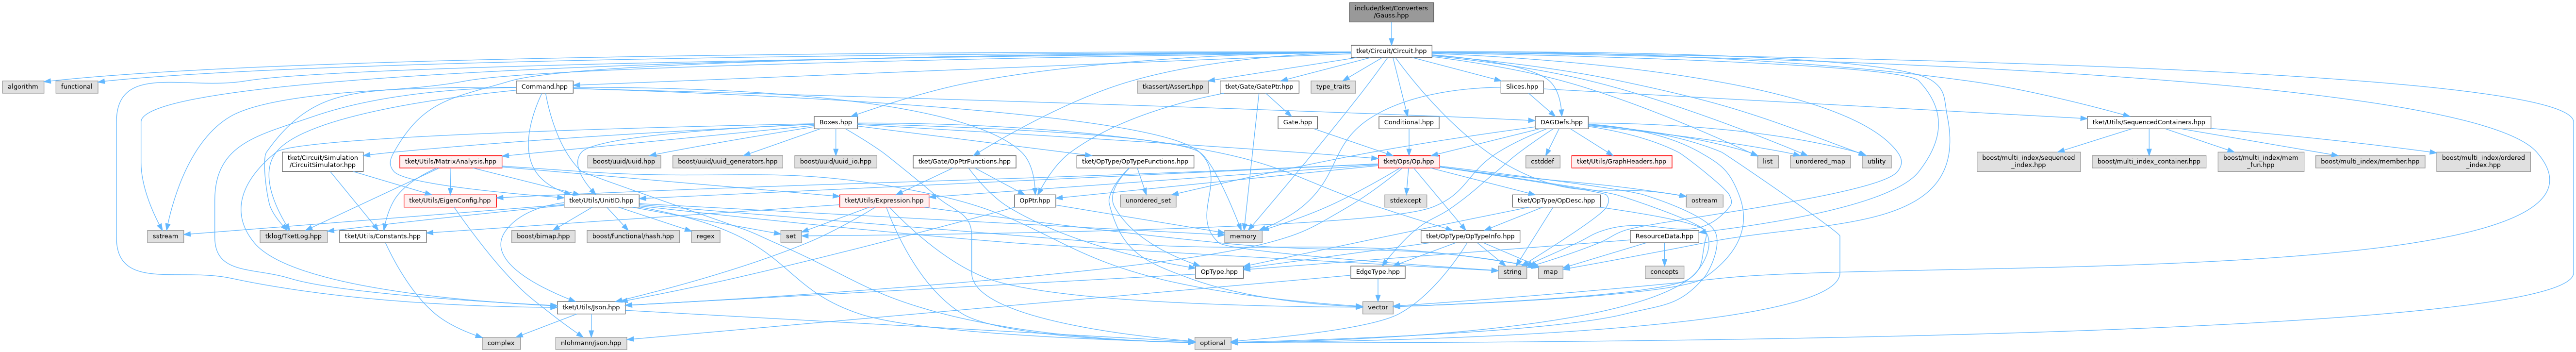 include/tket/Converters
/Gauss.hpp
tket/Circuit/Circuit.hpp
algorithm
functional
Command.hpp
tkassert/Assert.hpp
tket/Gate/GatePtr.hpp
type_traits
Slices.hpp
Boxes.hpp
Gate.hpp
Conditional.hpp
DAGDefs.hpp
tket/Utils/SequencedContainers.hpp
tket/Circuit/Simulation
/CircuitSimulator.hpp
tket/Utils/MatrixAnalysis.hpp
boost/uuid/uuid.hpp
boost/uuid/uuid_generators.hpp
boost/uuid/uuid_io.hpp
tket/Gate/OpPtrFunctions.hpp
tket/OpType/OpTypeFunctions.hpp
tket/Ops/Op.hpp
cstddef
tket/Utils/GraphHeaders.hpp
list
unordered_map
utility
boost/multi_index/sequenced
_index.hpp
boost/multi_index_container.hpp
boost/multi_index/mem
_fun.hpp
boost/multi_index/member.hpp
boost/multi_index/ordered
_index.hpp
tket/Utils/EigenConfig.hpp
tket/Utils/UnitID.hpp
tket/Utils/Expression.hpp
OpPtr.hpp
unordered_set
stdexcept
tket/OpType/OpDesc.hpp
ostream
sstream
tklog/TketLog.hpp
tket/Utils/Constants.hpp
boost/bimap.hpp
boost/functional/hash.hpp
regex
set
memory
tket/OpType/OpTypeInfo.hpp
ResourceData.hpp
OpType.hpp
EdgeType.hpp
string
map
concepts
tket/Utils/Json.hpp
vector
complex
nlohmann/json.hpp
optional